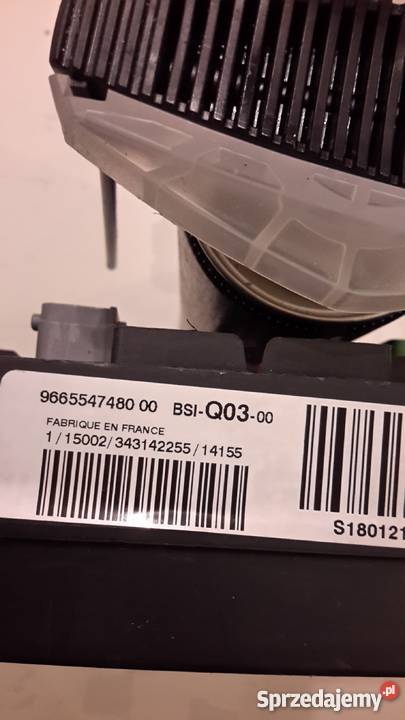 9665547480 00 BSI-Q03-00
FABRIQUE EN FRANCE
1/15002/343142255/14155
S180121
Sprzedajemy.pl